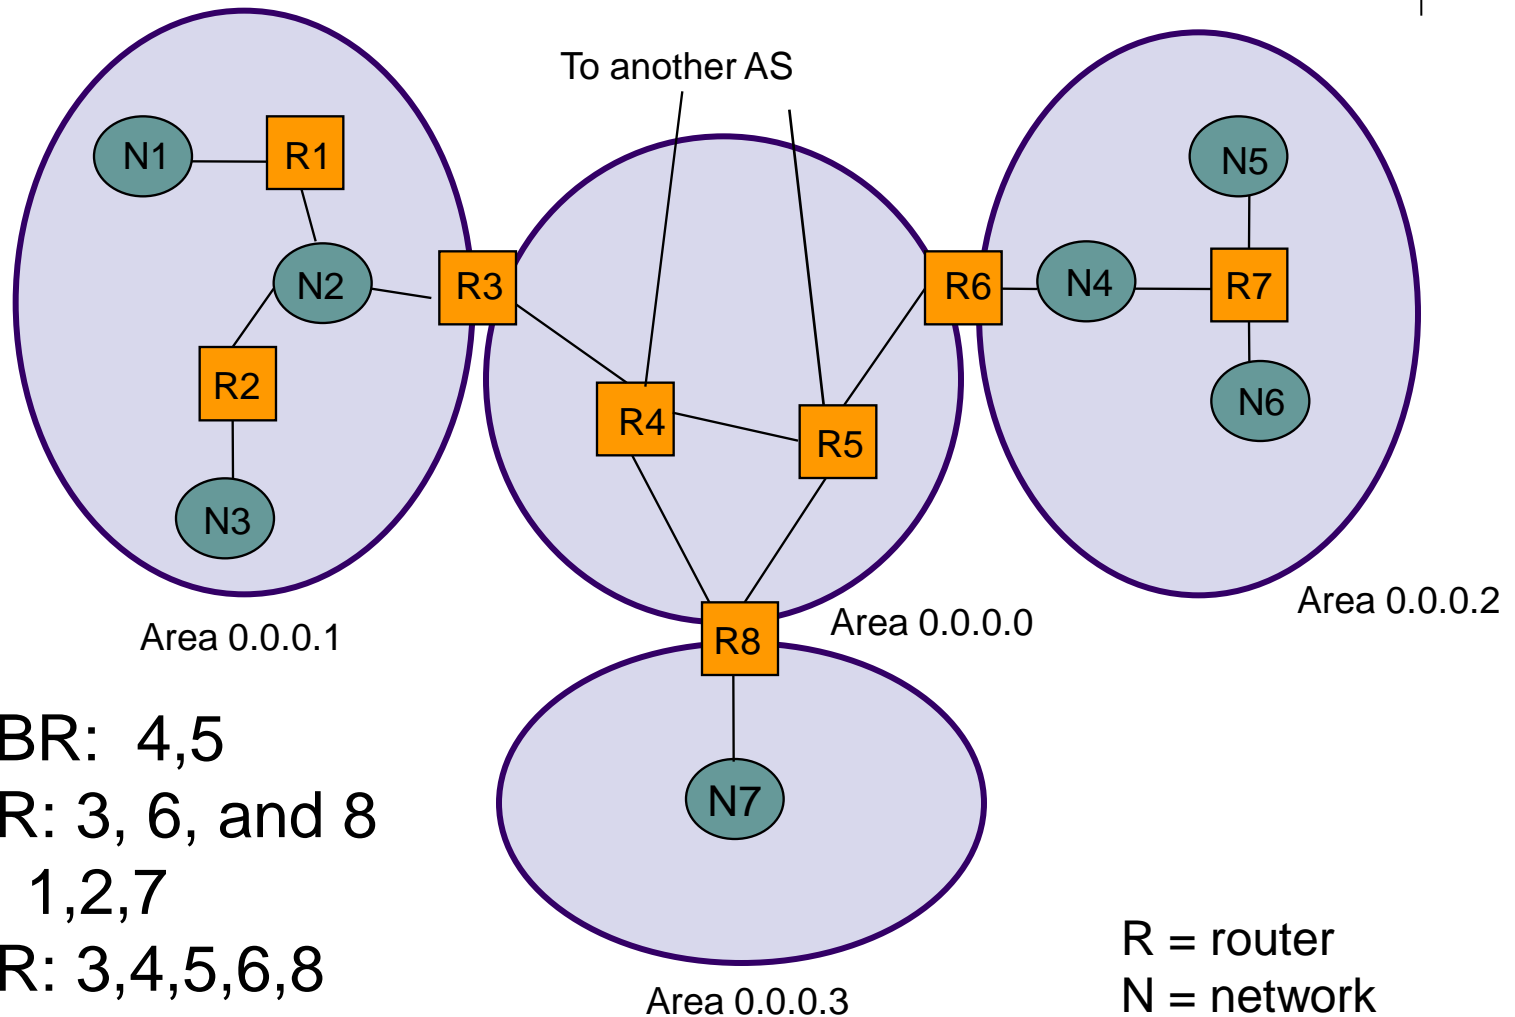 To another AS
N1
R1
N5
N2
R3
R6
N4
R7
R2
R4
R5
N6
N3
Area 0.0.0.1
R8
Area 0.0.0.0
Area 0.0.0.2
BR: 4,5
R: 3, 6, and 8
1,2,7
R: 3,4,5,6,8
N7
Area 0.0.0.3
R = router
N = network